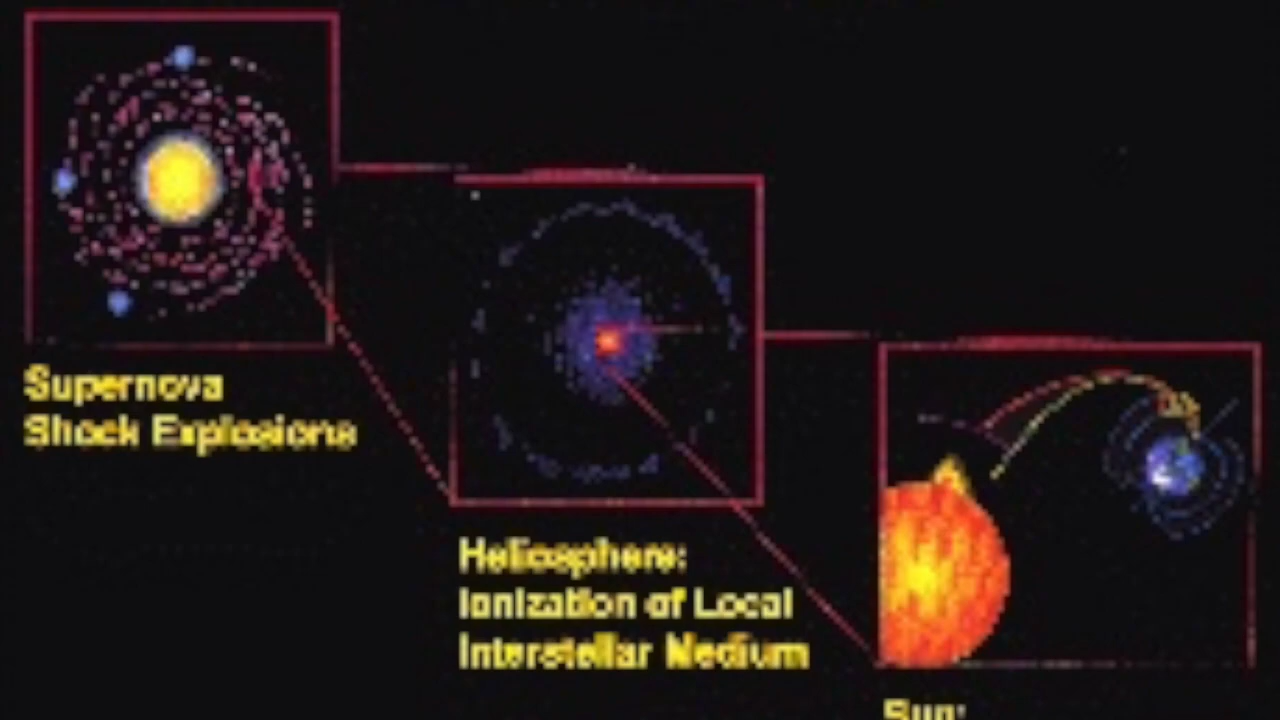 Supernova
Shock Explosions
Heliosphere:
Ionization of Local
Interstellar Medium
Sun: